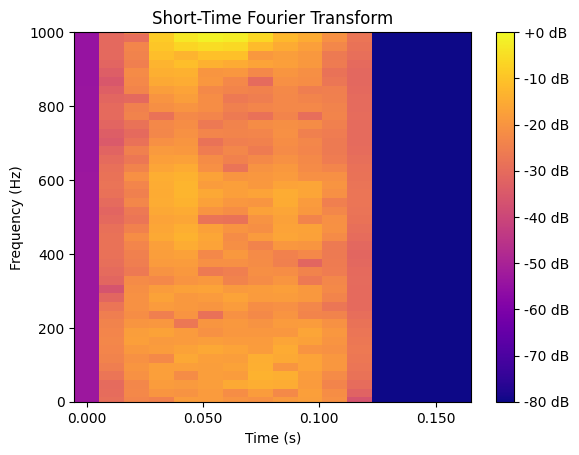 Short-Time Fourier Transform
1000
800
600
400
200
0
Frequency (Hz)
0.000
0.050
0.100
0.150
Time (s)
+0 dB
-10 dB
-20 dB
-30 dB
-40 dB
-50 dB
-60 dB
-70 dB
-80 dB